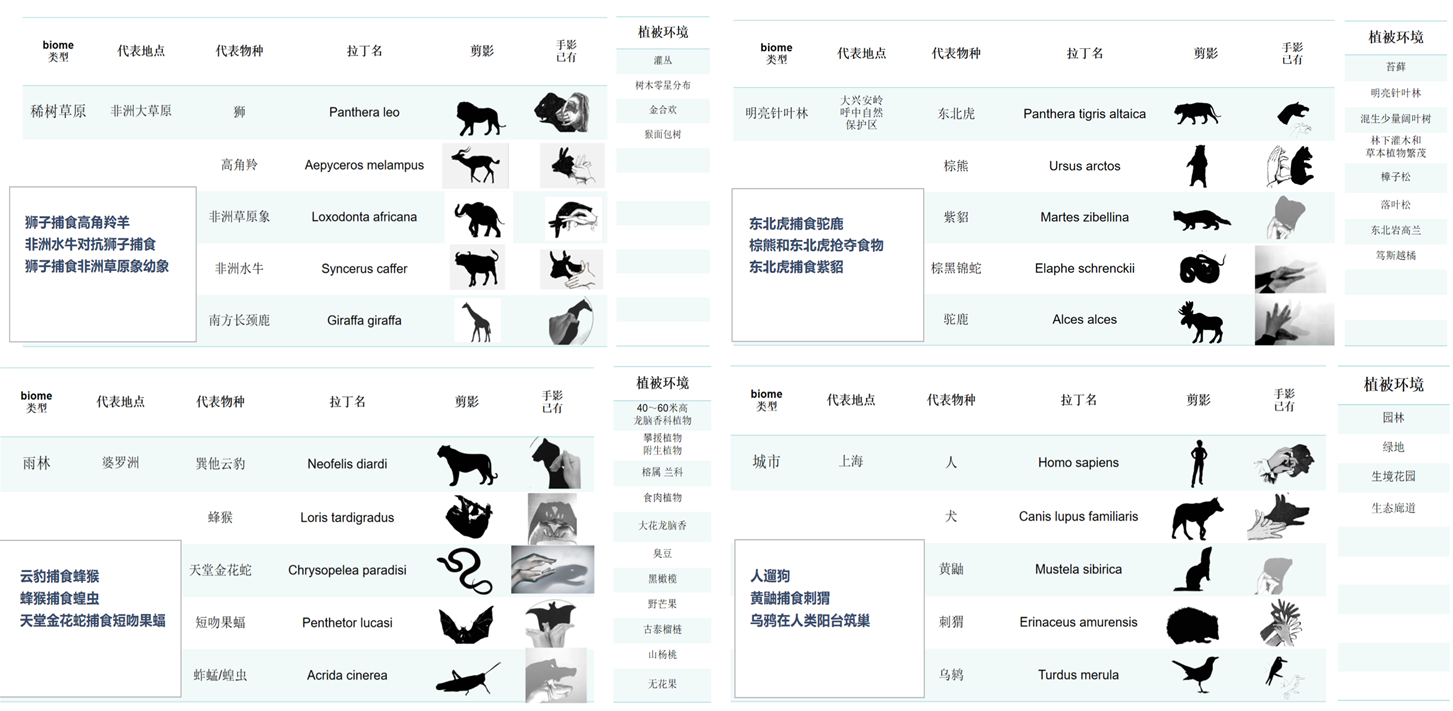 biome
类型
代表地点
代表物种
拉丁名
剪影
手影
已有
植被环境
稀树草原
非洲大草原
狮
Panthera leo
高角羚
Aepyceros melampus
非洲草原象
Loxodonta africana
非洲水牛
Syncerus caffer
南方长颈鹿
Giraffa giraffa
狮子捕食高角羚羊
非洲水牛对抗狮子捕食
狮子捕食非洲草原象幼象
灌丛
树木零星分布
金合欢
猴面包树
biome
类型
代表地点
代表物种
拉丁名
剪影
手影
已有
植被环境
明亮针叶林
大兴安岭
呼中自然
保护区
东北虎
Panthera tigris altaica
棕熊
Ursus arctos
紫貂
Martes zibellina
棕黑锦蛇
Elaphe schrenckii
驼鹿
Alces alces
东北虎捕食驼鹿
棕熊和东北虎抢夺食物
东北虎捕食紫貂
苔藓
明亮针叶林
混生少量阔叶树
林下灌木和
草本植物繁茂
樟子松
落叶松
东北岩高兰
笃斯越橘
biome
类型
代表地点
代表物种
拉丁名
剪影
手影
已有
植被环境
雨林
婆罗洲
巽他云豹
Neofelis diardi
蜂猴
Loris tardigradus
天堂金花蛇
Chrysopelea paradisi
短吻果蝠
Penthetor lucasi
蚱蜢/蝗虫
Acrida cinerea
云豹捕食蜂猴
蜂猴捕食蝗虫
天堂金花蛇捕食短吻果蝠
40～60米高
龙脑香科植物
攀援植物
附生植物
榕属 兰科
食肉植物
大花龙脑香
臭豆
黑橄榄
野芒果
古泰榴梿
山杨桃
无花果
biome
类型
代表地点
代表物种
拉丁名
剪影
手影
已有
植被环境
城市
上海
人
Homo sapiens
犬
Canis lupus familiaris
黄鼬
Mustela sibirica
刺猬
Erinaceus amurensis
乌鸫
Turdus merula
人遛狗
黄鼬捕食刺猬
乌鸦在人类阳台筑巢
园林
绿地
生境花园
生态廊道